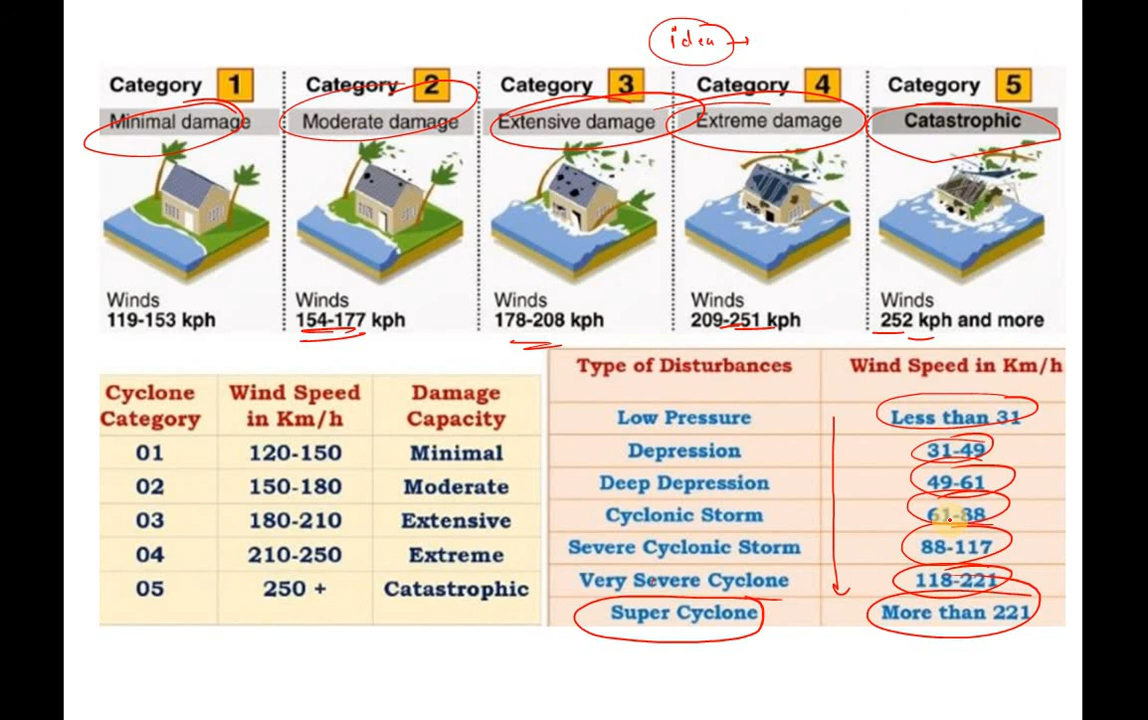 idea
Category 1
Category 2
Category 3
Category 4
Category 5
Minimal damage
Moderate damage
Extensive damage
Extreme damage
Catastrophic
Winds
119-153 kph
Winds
154-177 kph
Winds
178-208 kph
Winds
209-251 kph
Winds
252 kph and more
Cyclone Category Wind Speed in Km/h Damage Capacity
01 120-150 Minimal
02 150-180 Moderate
03 180-210 Extensive
04 210-250 Extreme
05 250 + Catastrophic
Type of Disturbances Wind Speed in Km/h
Low Pressure Less than 31
Depression 31-49
Deep Depression 49-61
Cyclonic Storm 61-88
Severe Cyclonic Storm 88-117
Very Severe Cyclone 118-221
Super Cyclone More than 221